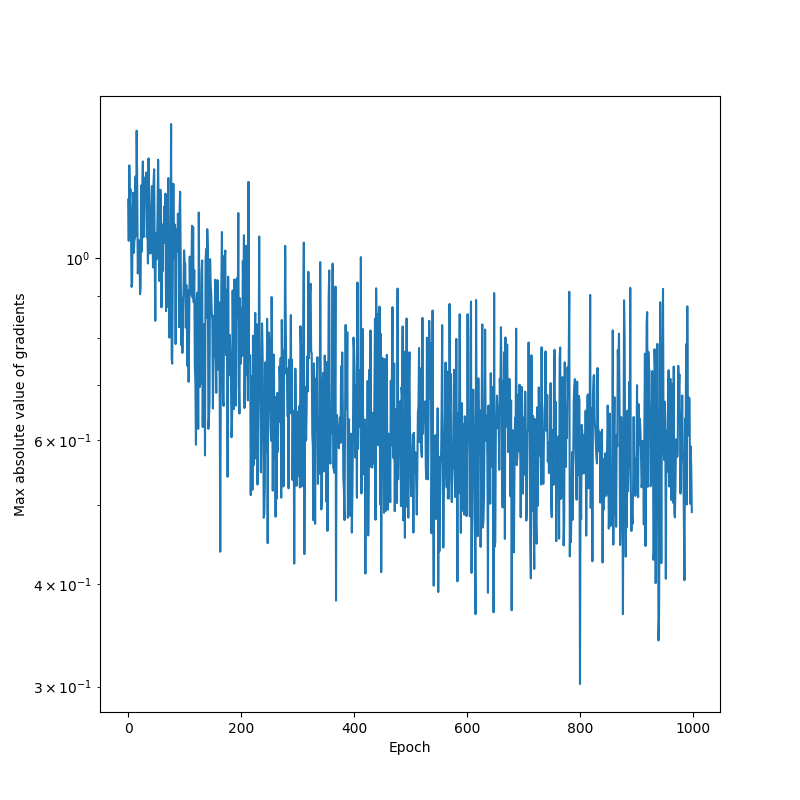 Max absolute value of gradients
10⁰
6 × 10⁻¹
4 × 10⁻¹
3 × 10⁻¹
0 200 400 600 800 1000
Epoch